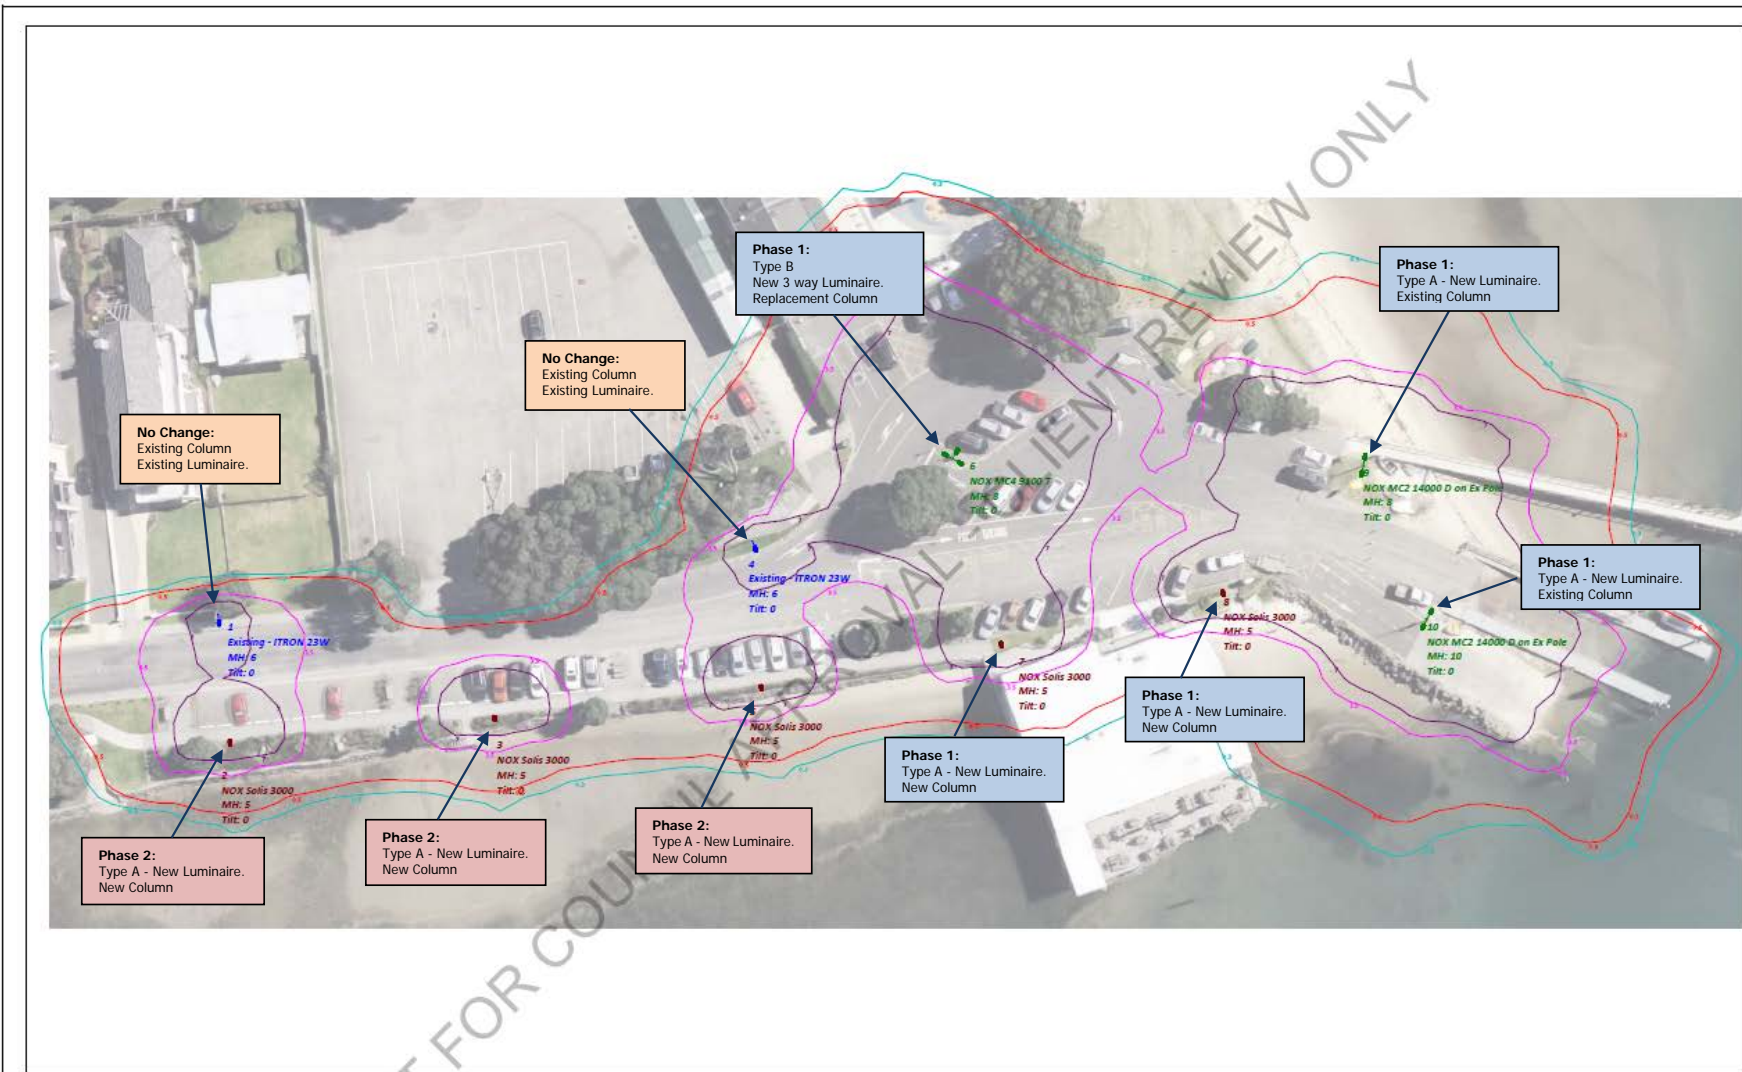 Phase 1:
Type B
New 3 way Luminaire.
Replacement Column
Phase 1:
Type A - New Luminaire.
Existing Column
No Change:
Existing Column
Existing Luminaire.
No Change:
Existing Column
Existing Luminaire.
6
NOX MC4 9100 T
MH: 8
Tilt: 0
NOX MC2 14000 D on Ex Pole
MH: 8
Tilt: 0
4
Existing - ITRON 23W
MH: 6
Tilt: 0
Phase 1:
Type A - New Luminaire.
Existing Column
1
Existing - ITRON 23W
MH: 6
Tilt: 0
8
NOX Solis 3000
MH: 5
Tilt: 0
10
NOX MC2 14000 D on Ex Pole
MH: 10
Tilt: 0
NOX Solis 3000
MH: 5
Tilt: 0
Phase 1:
Type A - New Luminaire.
New Column
NOX Solis 3000
MH: 5
Tilt: 0
3
NOX Solis 3000
MH: 5
Tilt: 0
2
NOX Solis 3000
MH: 5
Tilt: 0
Phase 1:
Type A - New Luminaire.
New Column
Phase 2:
Type A - New Luminaire.
New Column
Phase 2:
Type A - New Luminaire.
New Column
Phase 2:
Type A - New Luminaire.
New Column
FOR COUNCIL CLIENT REVIEW ONLY